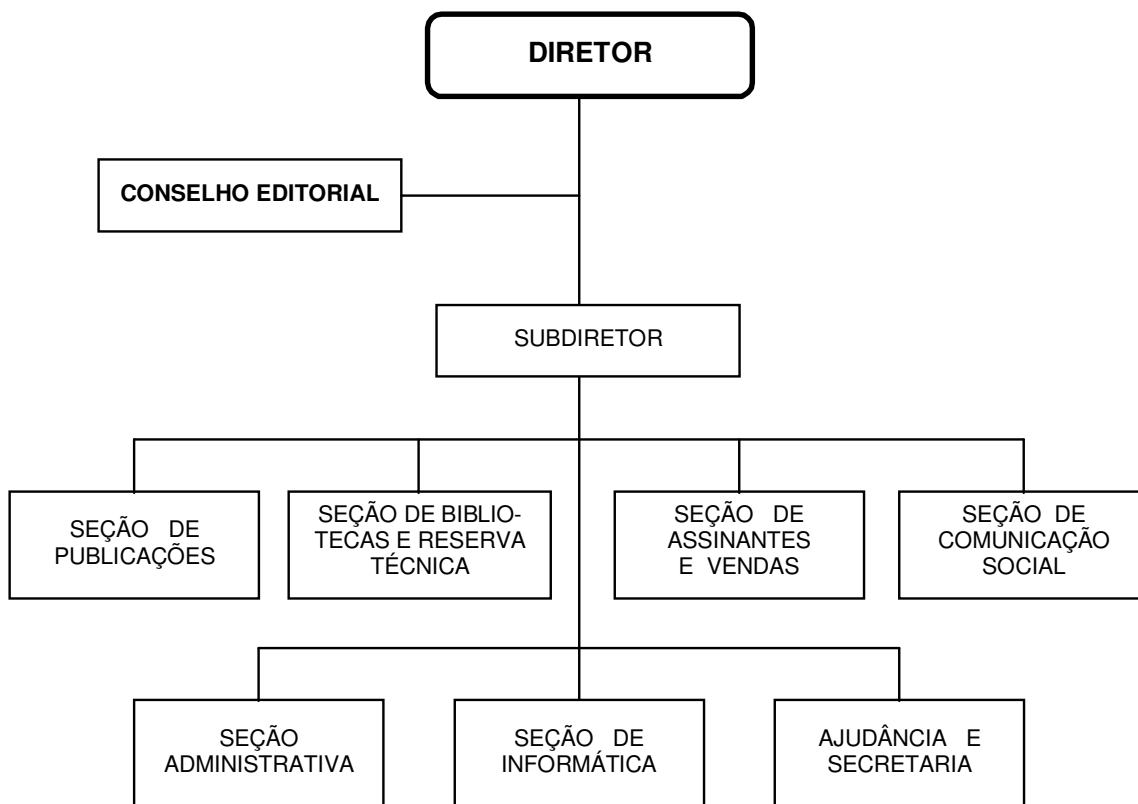 DIRETOR
CONSELHO EDITORIAL
SUBDIRETOR
SEÇÃO DE
PUBLICAÇÕES
SEÇÃO DE BIBLIO-
TECAS E RESERVA
TÉCNICA
SEÇÃO DE
ASSINANTES
E VENDAS
SEÇÃO DE
COMUNICAÇÃO
SOCIAL
SEÇÃO
ADMINISTRATIVA
SEÇÃO DE
INFORMÁTICA
AJUDÂNCIA E
SECRETARIA